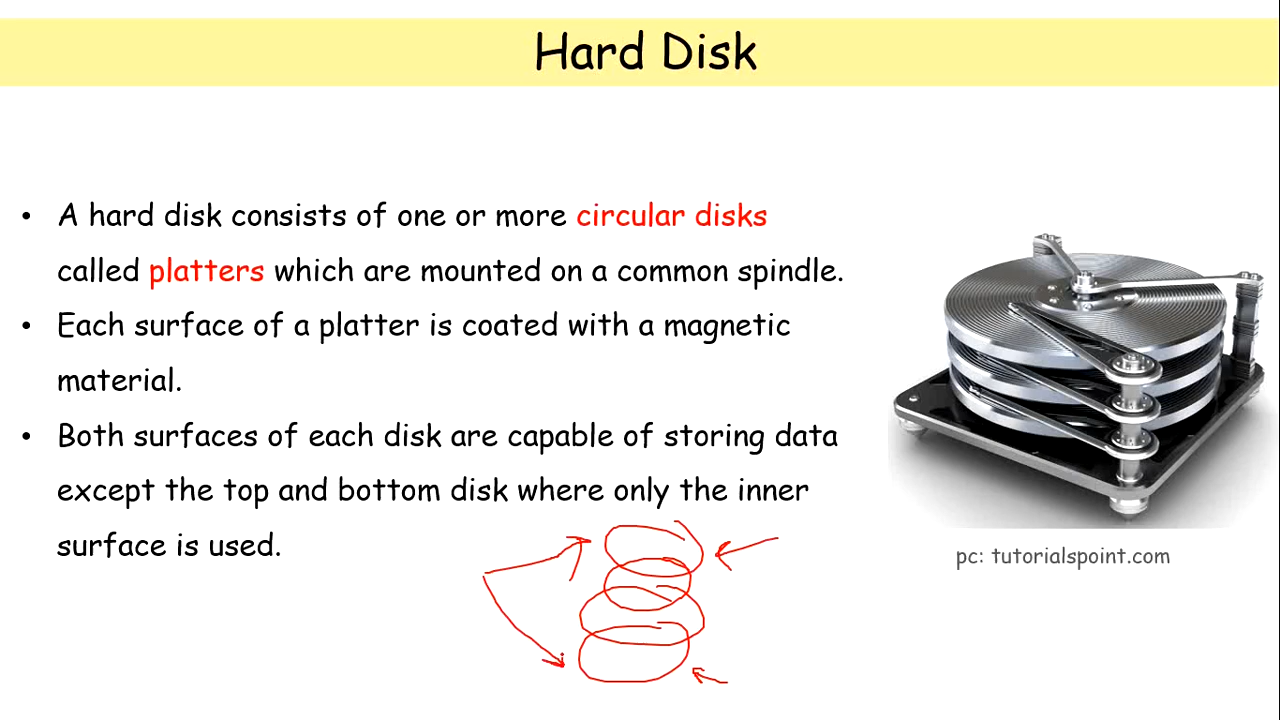 Hard Disk
• A hard disk consists of one or more circular disks
called platters which are mounted on a common spindle.
• Each surface of a platter is coated with a magnetic
material.
• Both surfaces of each disk are capable of storing data
except the top and bottom disk where only the inner
surface is used.
pc: tutorialspoint.com